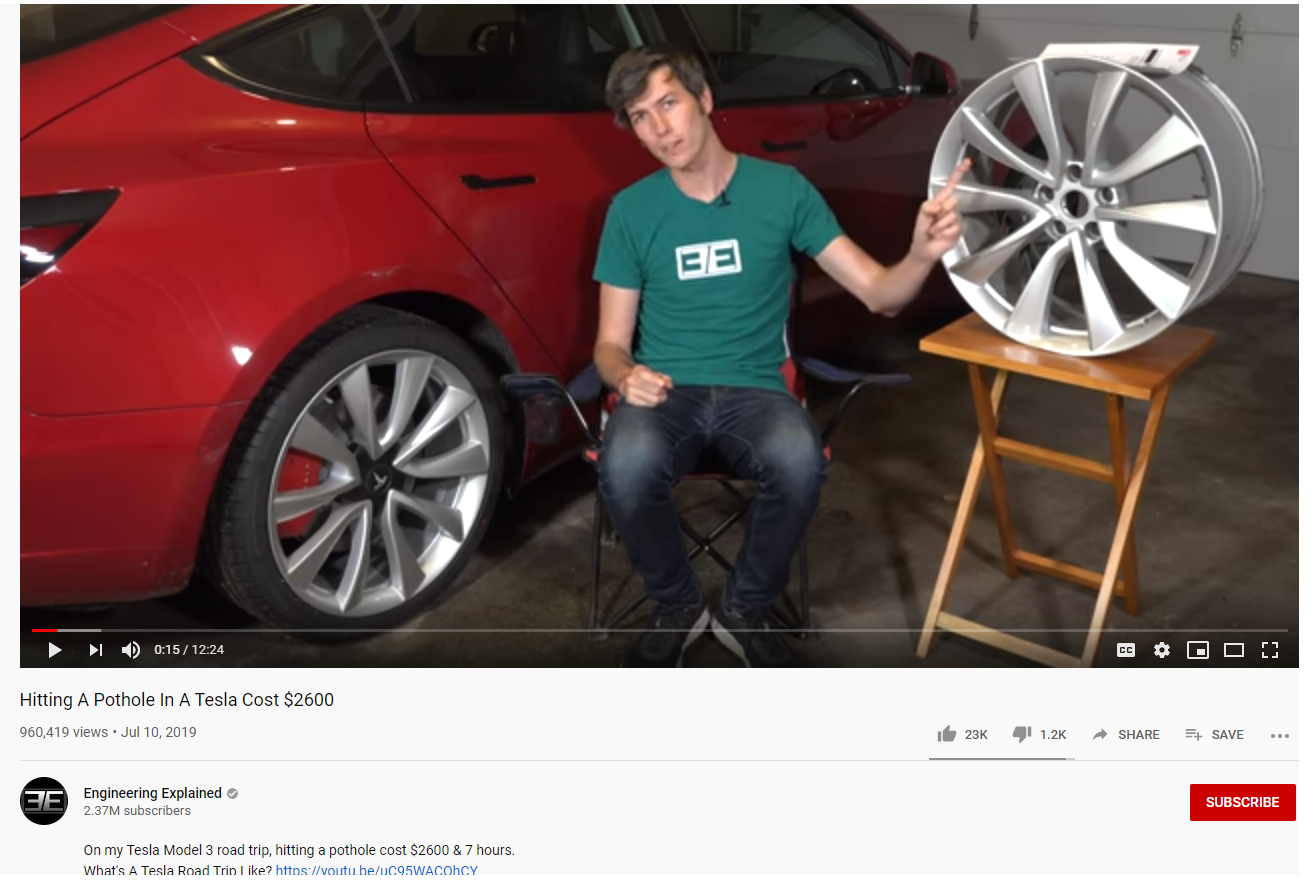 0:15 / 12:24
CC
Hitting A Pothole In A Tesla Cost $2600
960,419 views • Jul 10, 2019
23K 1.2K SHARE SAVE
Engineering Explained
2.37M subscribers
SUBSCRIBE
On my Tesla Model 3 road trip, hitting a pothole cost $2600 & 7 hours.
What's A Tesla Road Trip Like? https://youtu.be/uC95WACQhCY